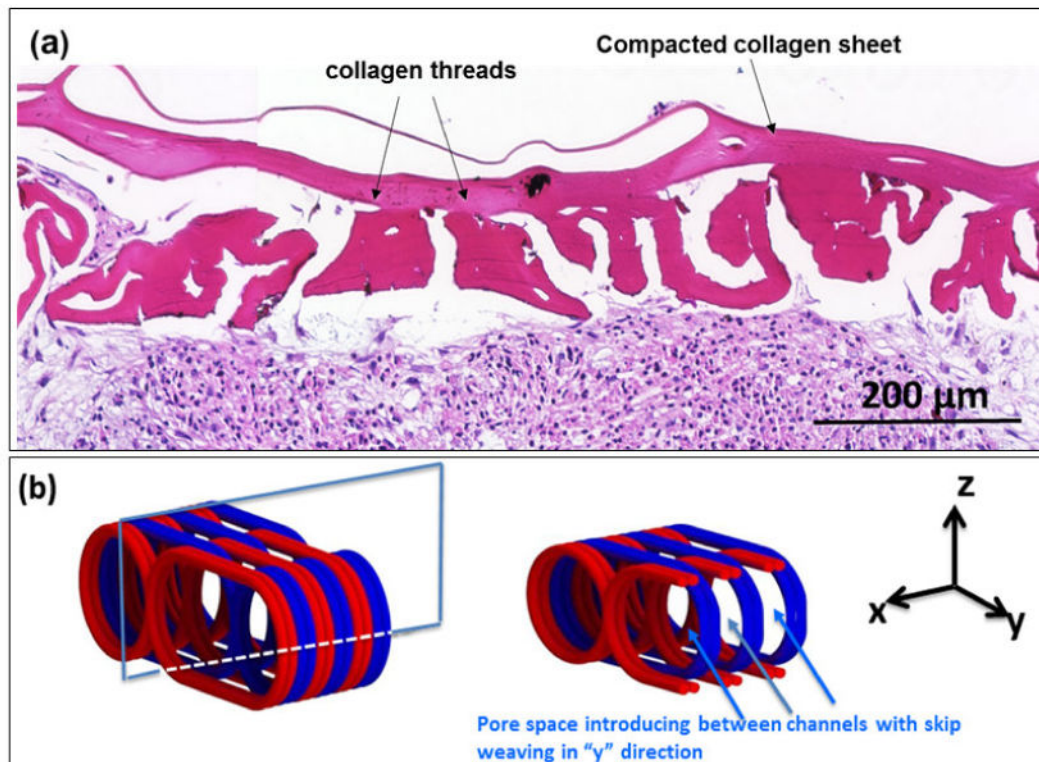 (a)
Compacted collagen sheet
collagen threads
200 µm
(b)
z
x
y
Pore space introducing between channels with skip
weaving in “y” direction